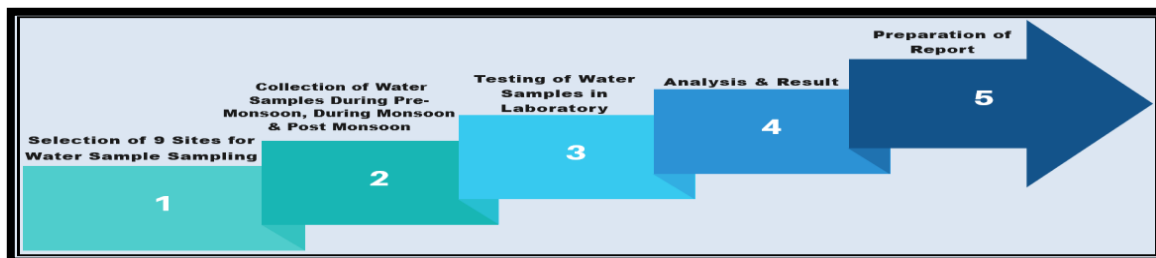 Selection of 9 Sites for
Water Sample Sampling
1
Collection of Water
Samples During Pre-
Monsoon, During Monsoon
& Post Monsoon
2
Testing of Water
Samples in
Laboratory
3
Analysis & Result
4
Preparation of
Report
5